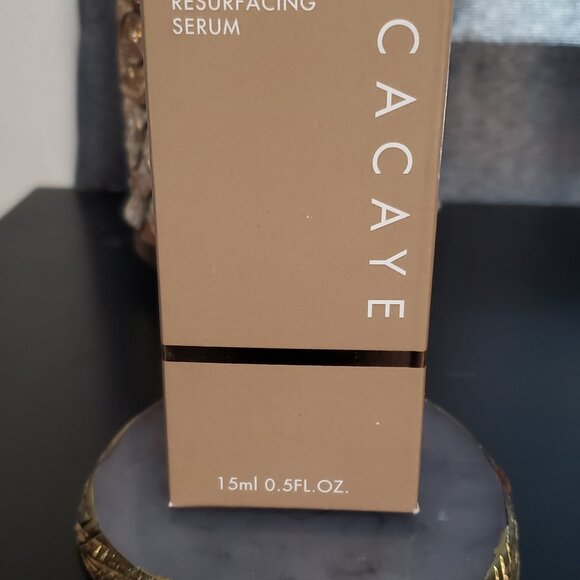 RESURFACING
SERUM
CACAYE
15ml 0.5FL.OZ.